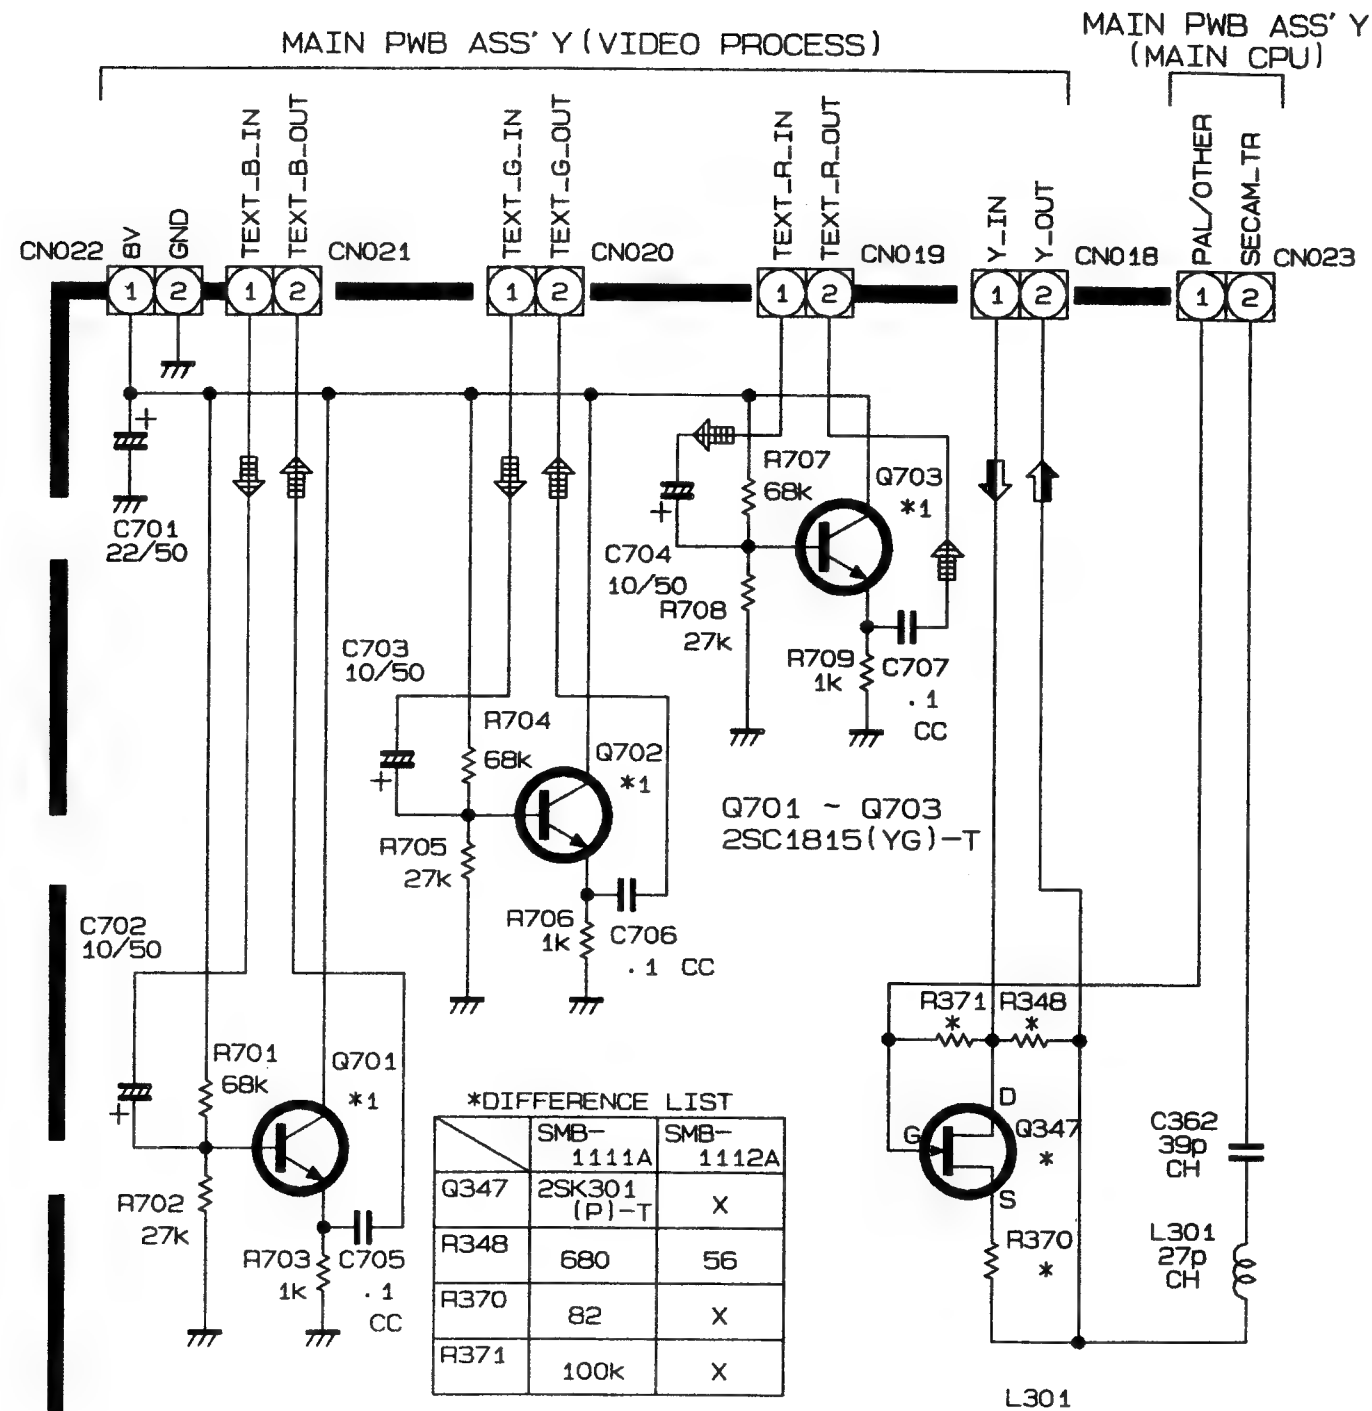 MAIN PWB ASS'Y (VIDEO PROCESS)
MAIN PWB ASS'Y
(MAIN CPU)
CN022
8V
GND
TEXT_B_IN
TEXT_B_OUT
CN021
TEXT_G_IN
TEXT_G_OUT
CN020
TEXT_R_IN
TEXT_R_OUT
CN019
Y_IN
Y_OUT
CN018
PAL/OTHER
SECAM_TR
CN023
1 2 1 2 1 2 1 2 1 2 1 2
+
C701
22/50
R707
68k
Q703
*1
+
C704
10/50
R708
27k
R709
1k
C707
.1
CC
C703
10/50
R704
68k
Q702
*1
+
R705
27k
R706
1k
C706
.1 CC
Q701 ~ Q703
2SC1815(YG)-T
C702
10/50
R701
68k
Q701
*1
+
R702
27k
R703
1k
C705
.1
CC
R371
*
R348
*
D
G
S
Q347
*
R370
*
C362
39p
CH
L301
27p
CH
*DIFFERENCE LIST
SMB-1111A SMB-1112A
Q347 2SK301(P)-T X
R348 680 56
R370 82 X
R371 100k X
L301